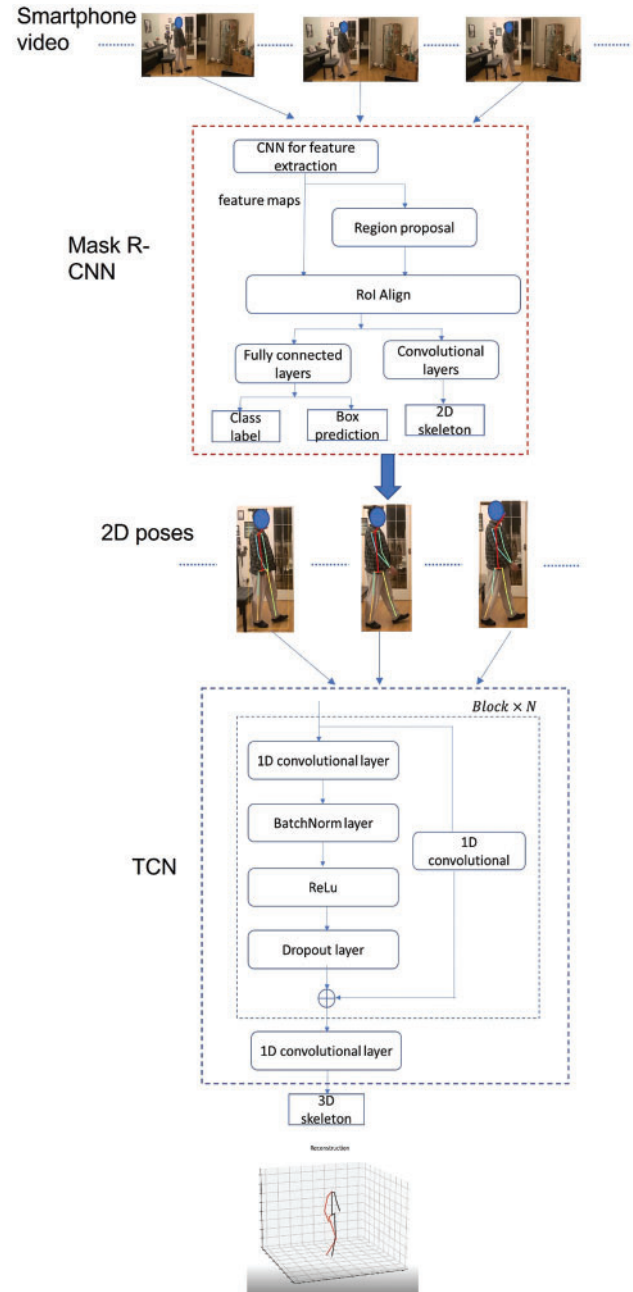 Smartphone
video
CNN for feature
extraction
feature maps
Region proposal
Mask R-
CNN
RoI Align
Fully connected
layers
Convolutional
layers
Class
label
Box
prediction
2D
skeleton
2D poses
Block × N
1D convolutional layer
BatchNorm layer
1D
convolutional
TCN
ReLu
Dropout layer
1D convolutional layer
3D
skeleton
Reconstruction